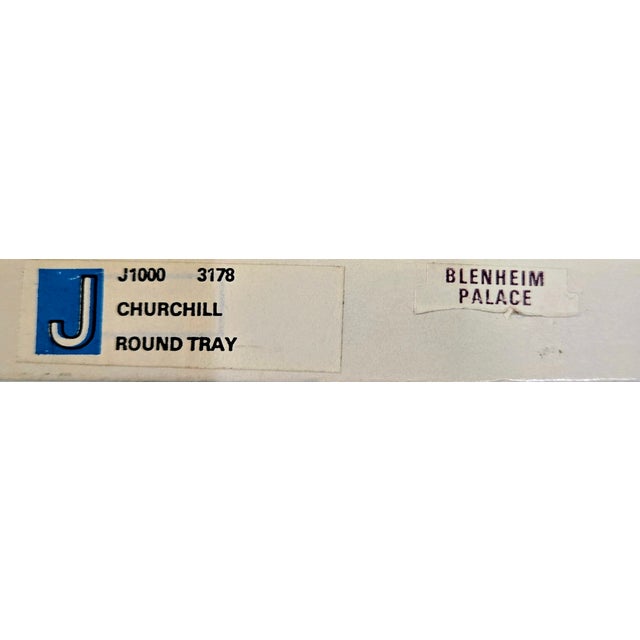 J
J1000 3178
CHURCHILL
ROUND TRAY
BLENHEIM
PALACE